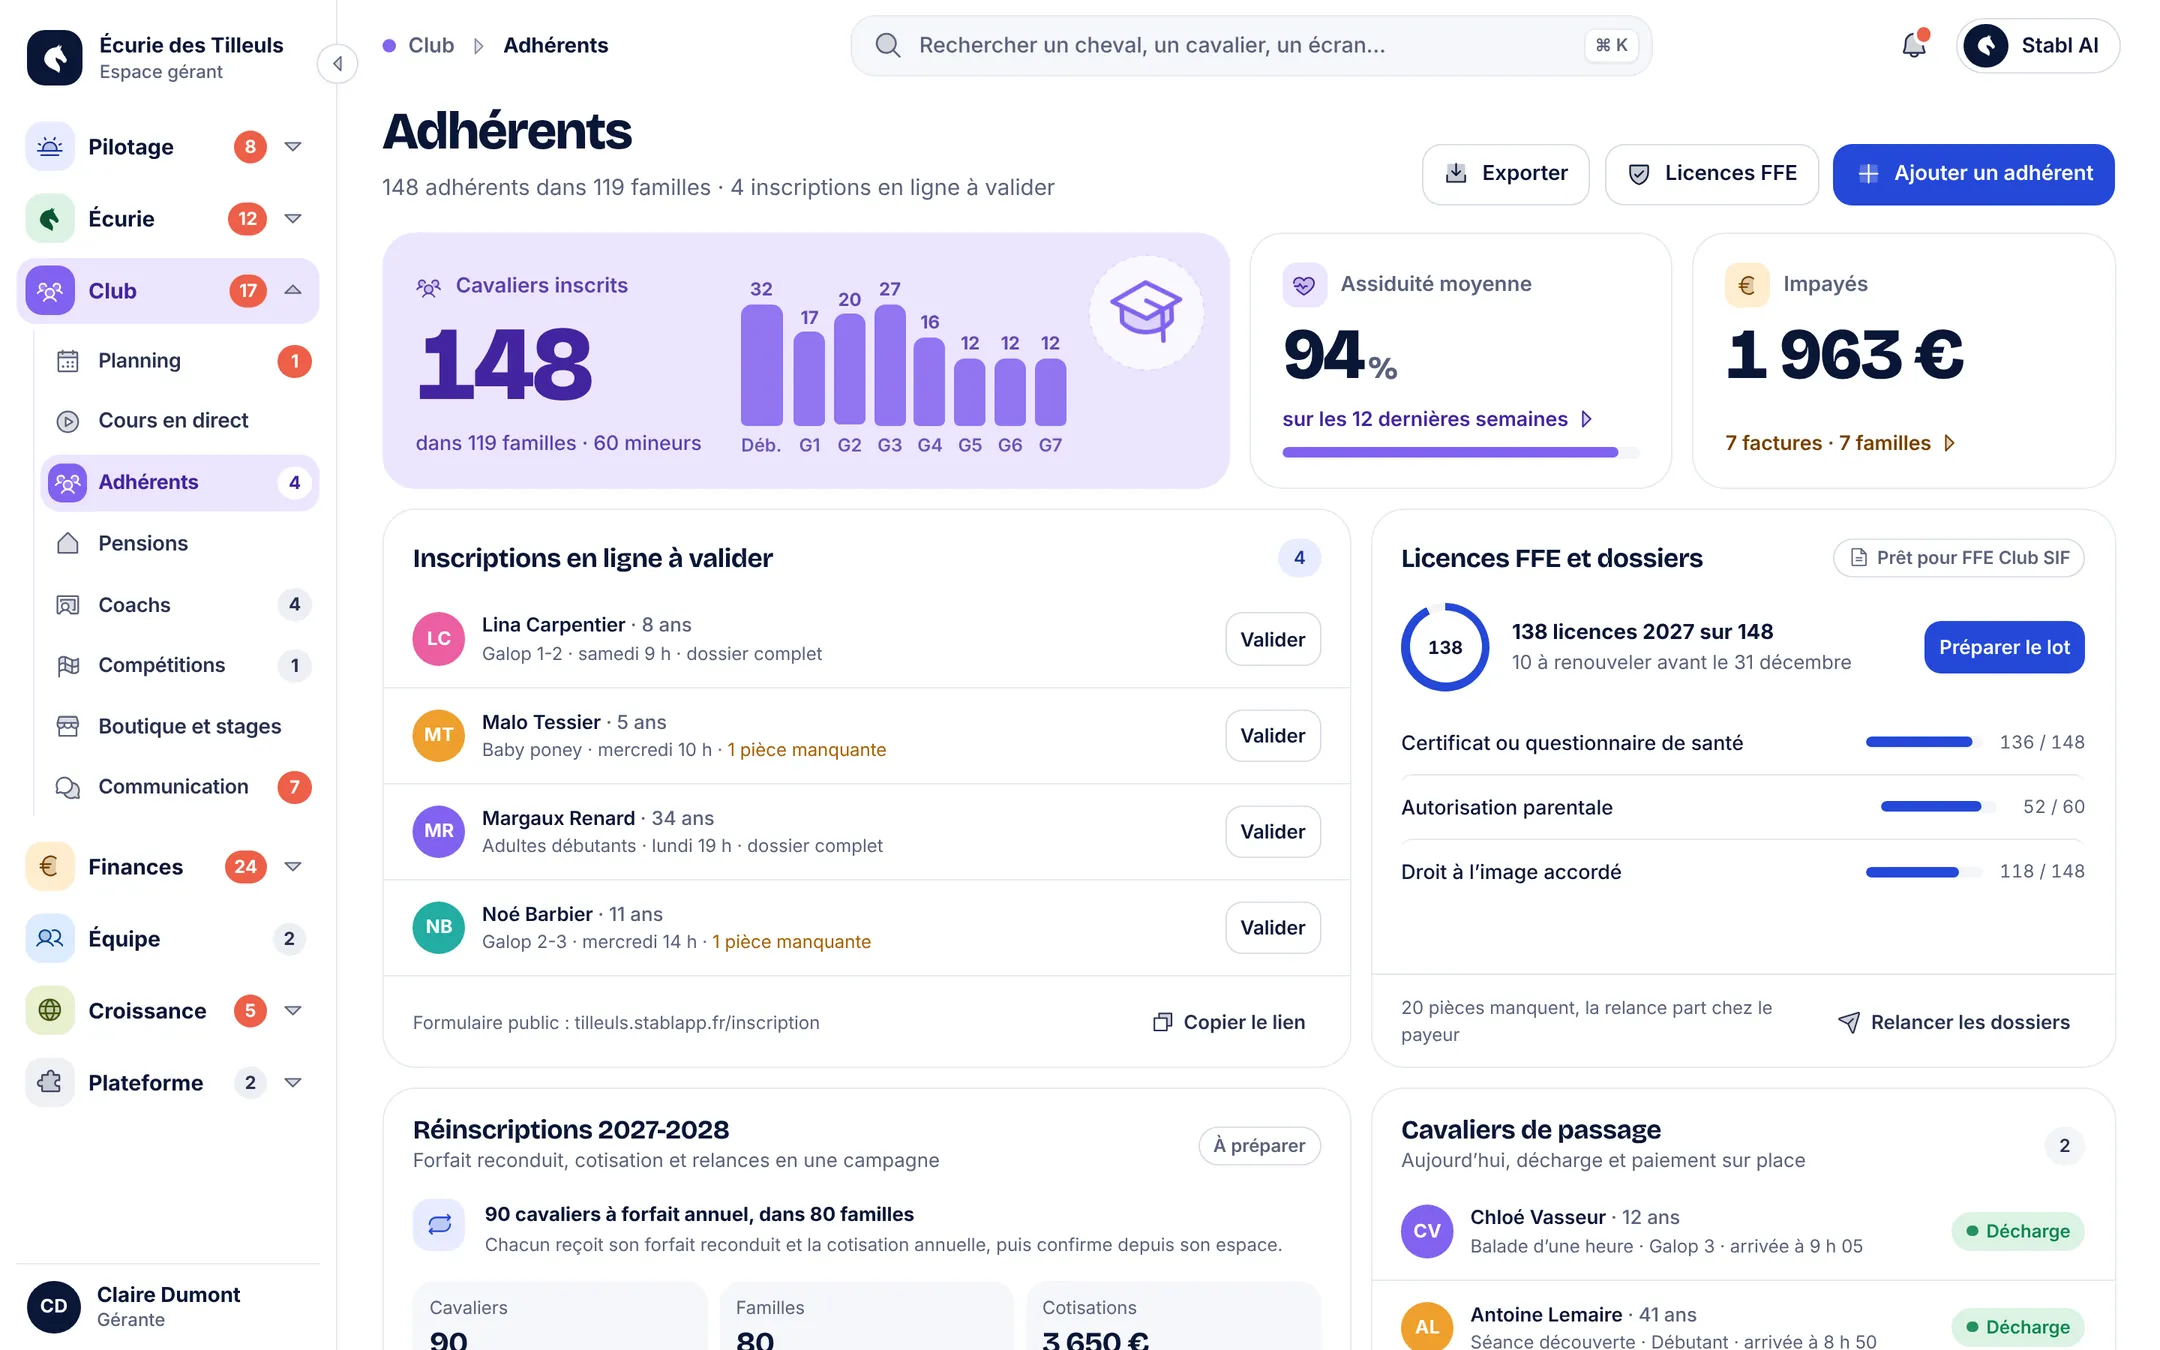 Écurie des Tilleuls
Espace gérant
Pilotage 8
Écurie 12
Club 17
Planning 1
Cours en direct
Adhérents 4
Pensions
Coachs 4
Compétitions 1
Boutique et stages
Communication 7
Finances 24
Équipe 2
Croissance 5
Plateforme 2
CD Claire Dumont
Gérante
Club Adhérents
Rechercher un cheval, un cavalier, un écran… ⌘ K
Stabl AI
Adhérents
148 adhérents dans 119 familles · 4 inscriptions en ligne à valider
Exporter
Licences FFE
Ajouter un adhérent
Cavaliers inscrits
148
dans 119 familles · 60 mineurs
32 17 20 27 16 12 12 12
Déb. G1 G2 G3 G4 G5 G6 G7
Assiduité moyenne
94 %
sur les 12 dernières semaines
€ Impayés
1 963 €
7 factures · 7 familles
Inscriptions en ligne à valider 4
LC Lina Carpentier · 8 ans
Galop 1-2 · samedi 9 h · dossier complet
Valider
MT Malo Tessier · 5 ans
Baby poney · mercredi 10 h · 1 pièce manquante
Valider
MR Margaux Renard · 34 ans
Adultes débutants · lundi 19 h · dossier complet
Valider
NB Noé Barbier · 11 ans
Galop 2-3 · mercredi 14 h · 1 pièce manquante
Valider
Formulaire public : tilleuls.stablapp.fr/inscription
Copier le lien
Licences FFE et dossiers
Prêt pour FFE Club SIF
138
138 licences 2027 sur 148
10 à renouveler avant le 31 décembre
Préparer le lot
Certificat ou questionnaire de santé 136 / 148
Autorisation parentale 52 / 60
Droit à l’image accordé 118 / 148
20 pièces manquent, la relance part chez le
payeur
Relancer les dossiers
Réinscriptions 2027-2028
Forfait reconduit, cotisation et relances en une campagne
À préparer
90 cavaliers à forfait annuel, dans 80 familles
Chacun reçoit son forfait reconduit et la cotisation annuelle, puis confirme depuis son espace.
Cavaliers
90
Familles
80
Cotisations
3 650 €
Cavaliers de passage
Aujourd’hui, décharge et paiement sur place
2
CV Chloé Vasseur · 12 ans
Balade d’une heure · Galop 3 · arrivée à 9 h 05
Décharge
AL Antoine Lemaire · 41 ans
Séance découverte · Débutant · arrivée à 8 h 50
Décharge